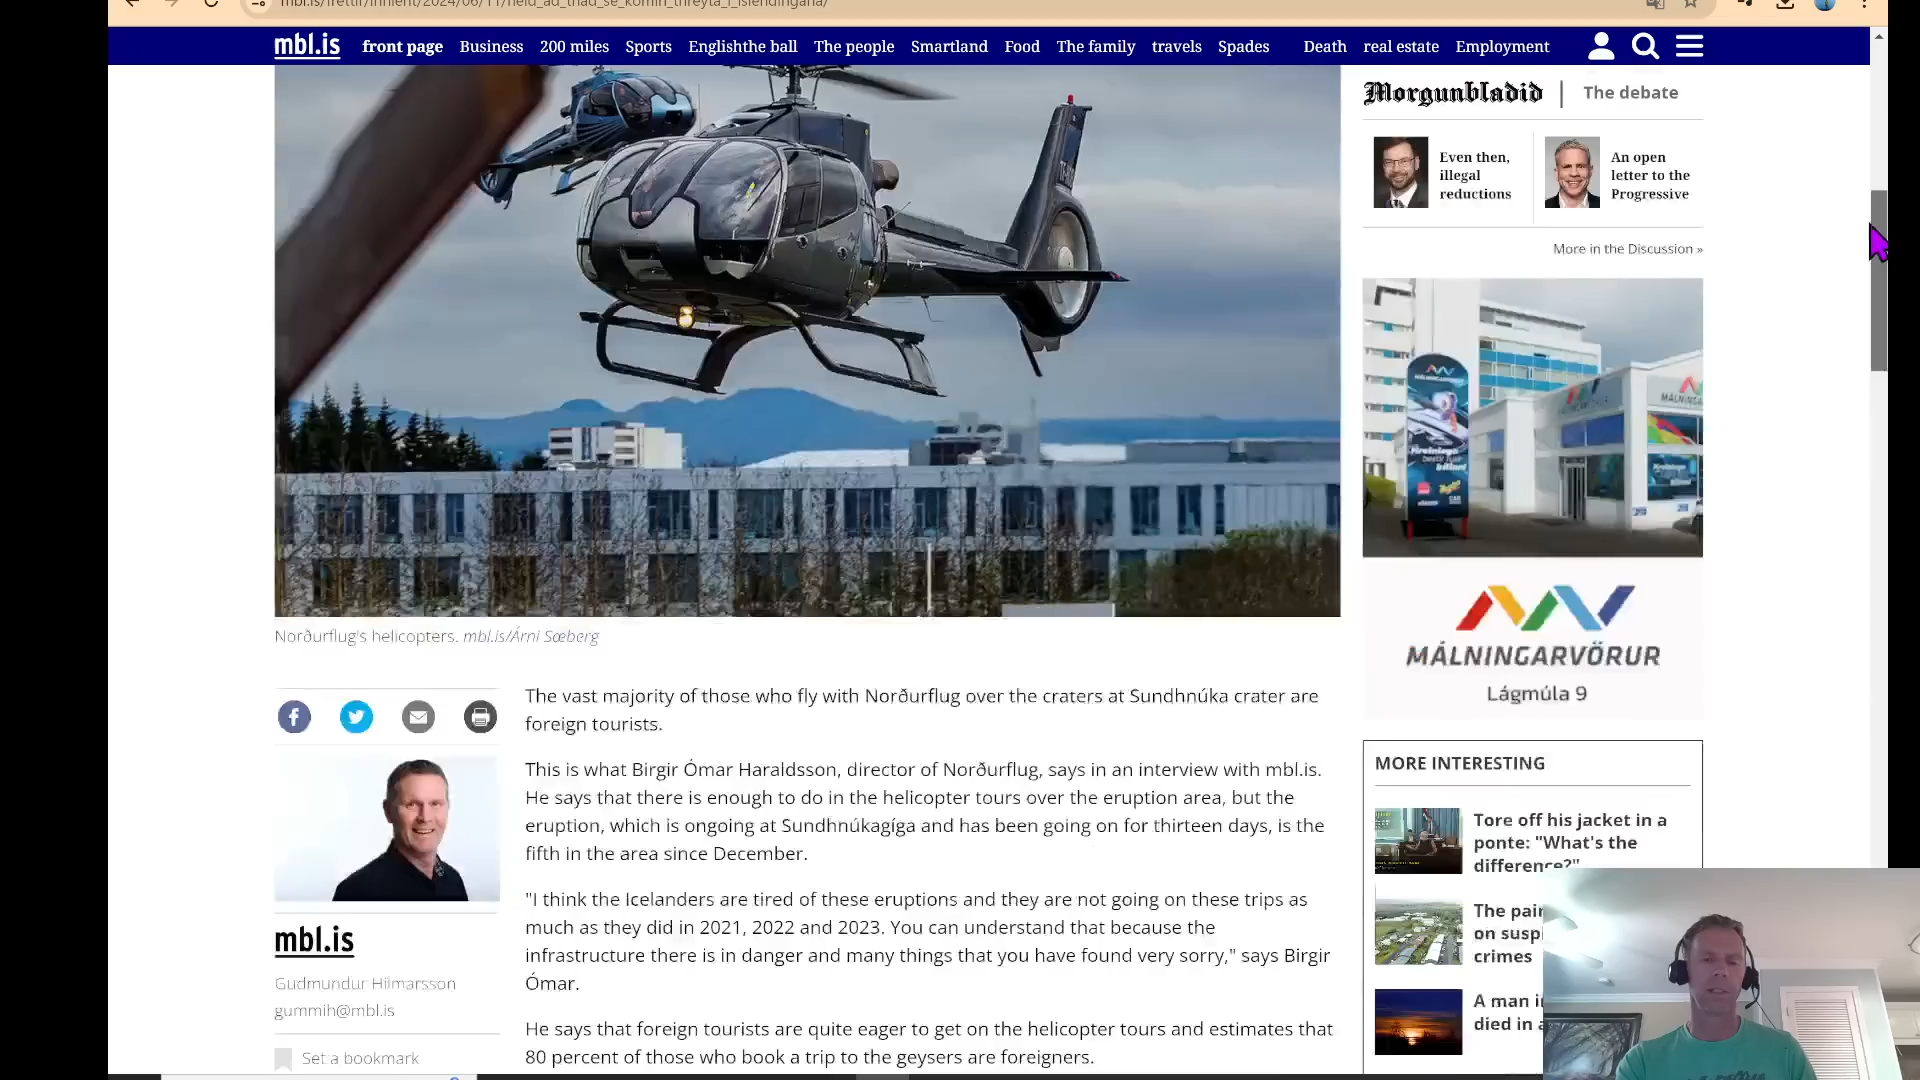 mbl.is/frettir/innlent/2024/06/11/held_ad_thad_se_komin_threyta_i_islendingana/
mbl.is front page Business 200 miles Sports Englishthe ball The people Smartland Food The family travels Spades Death real estate Employment
Morgunbladid | The debate
Even then,
illegal
reductions
An open
letter to the
Progressive
More in the Discussion »
MÁLNINGARVÖRUR
Lágmúla 9
Norðurflug's helicopters. mbl.is/Árni Sæberg
The vast majority of those who fly with Norðurflug over the craters at Sundhnúka crater are
foreign tourists.
This is what Birgir Ómar Haraldsson, director of Norðurflug, says in an interview with mbl.is.
He says that there is enough to do in the helicopter tours over the eruption area, but the
eruption, which is ongoing at Sundhnúkagíga and has been going on for thirteen days, is the
fifth in the area since December.
"I think the Icelanders are tired of these eruptions and they are not going on these trips as
much as they did in 2021, 2022 and 2023. You can understand that because the
infrastructure there is in danger and many things that you have found very sorry," says Birgir
Ómar.
He says that foreign tourists are quite eager to get on the helicopter tours and estimates that
80 percent of those who book a trip to the geysers are foreigners.
mbl.is
Gudmundur Hilmarsson
gummih@mbl.is
Set a bookmark
MORE INTERESTING
Tore off his jacket in a
ponte: "What's the
difference?"
The pair
on susp
crimes
A man i
died in a